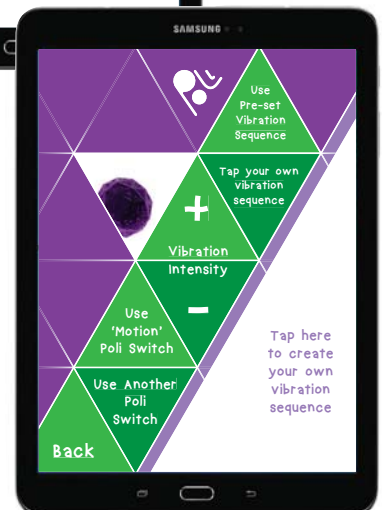 SAMSUNG
Use
Pre-set
Vibration
Sequence
Tap your own
vibration
sequence
+
Vibration
Intensity
-
Use
'Motion'
Poli Switch
Use Another
Poli
Switch
Back
Tap here
to create
your own
vibration
sequence